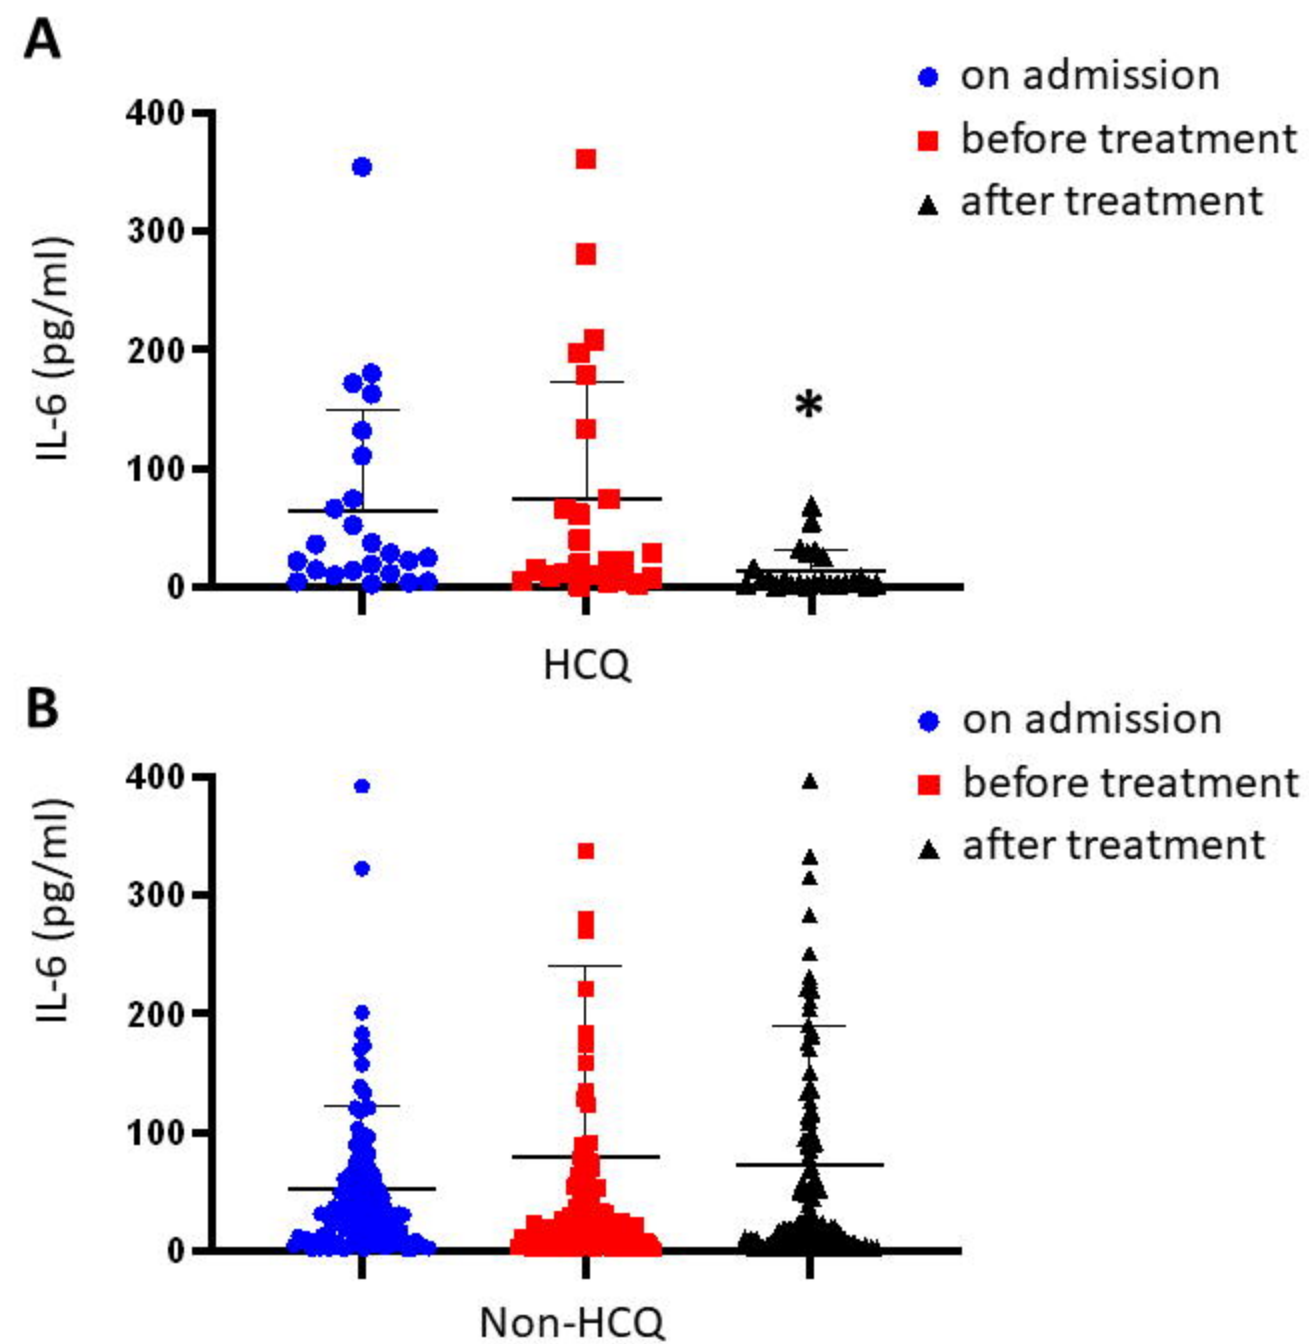 A
on admission
before treatment
after treatment
400
300
200
100
0
IL-6 (pg/ml)
*
HCQ
B
on admission
before treatment
after treatment
400
300
200
100
0
IL-6 (pg/ml)
Non-HCQ